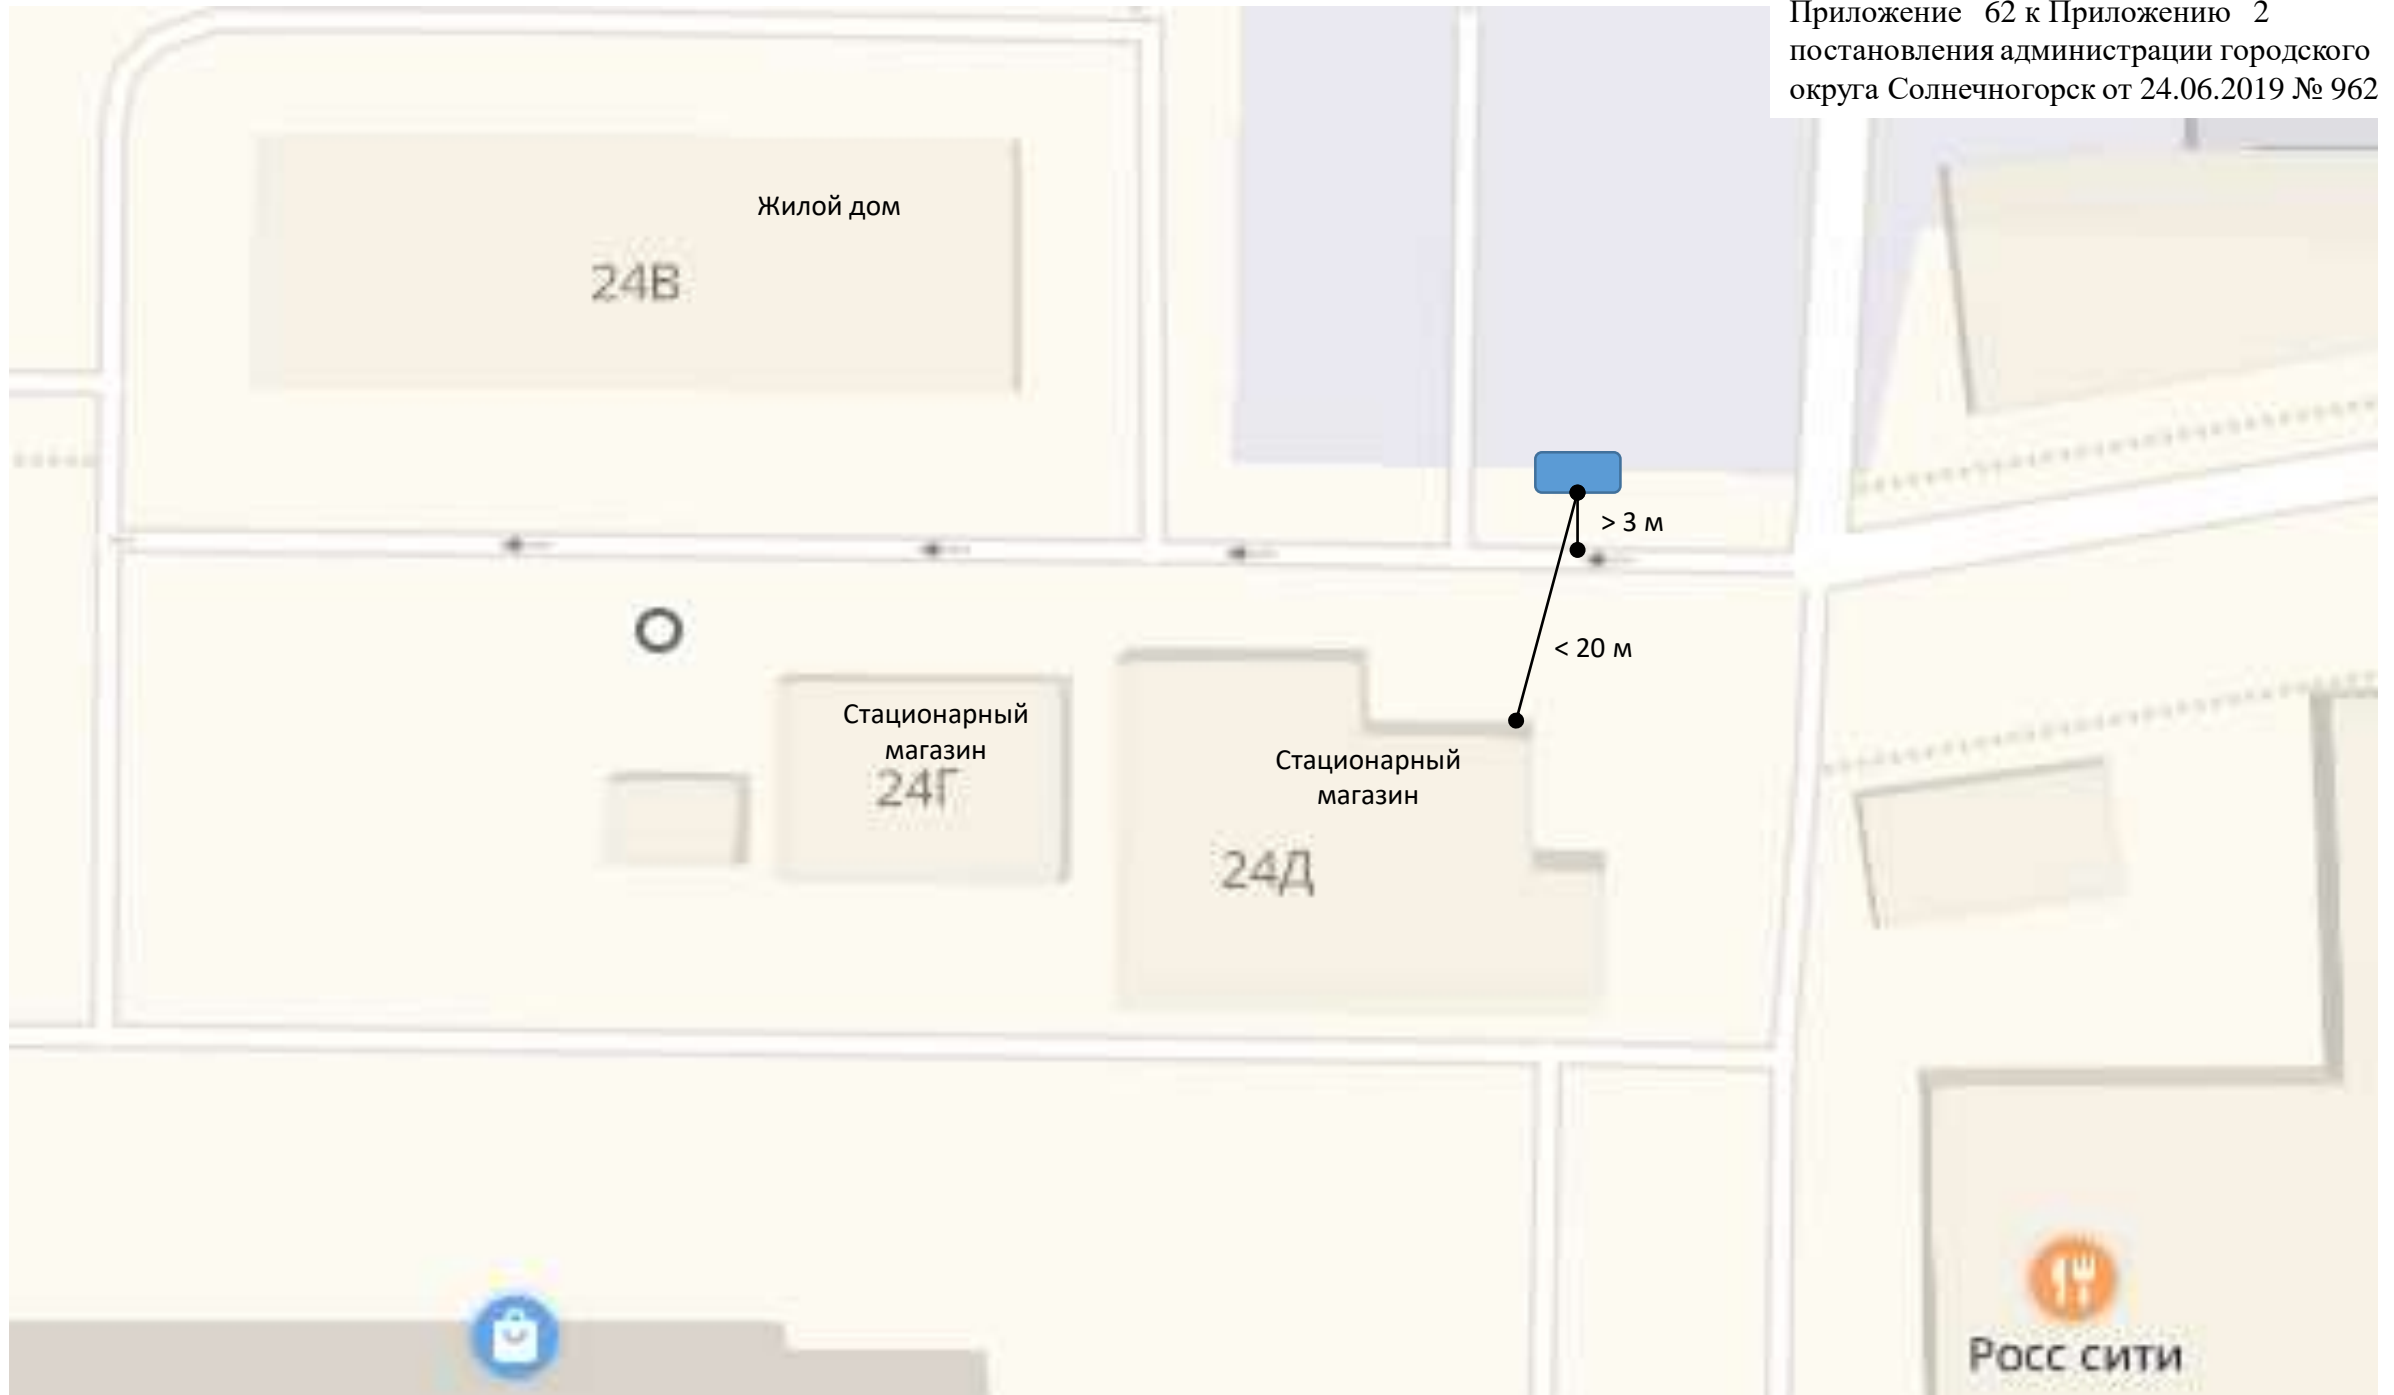 Приложение 62 к Приложению 2
постановления администрации городского
округа Солнечногорск от 24.06.2019 № 962
Жилой дом
24В
> 3 м
< 20 м
Стационарный
магазин
24Г
Стационарный
магазин
24Д
Росс сити